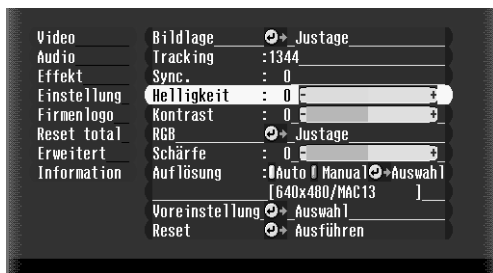 Video
Audio
Effekt
Einstellung
Firmenlogo
Reset total
Erweitert
Information
Bildlage Justage
Tracking :1344
Sync. : 0
Helligkeit : 0 - +
Kontrast : 0 - +
RGB Justage
Schärfe : 0 - +
Auflösung : Auto Manual Auswahl
[640x480/MAC13 ]
Voreinstellung Auswahl
Reset Ausführen